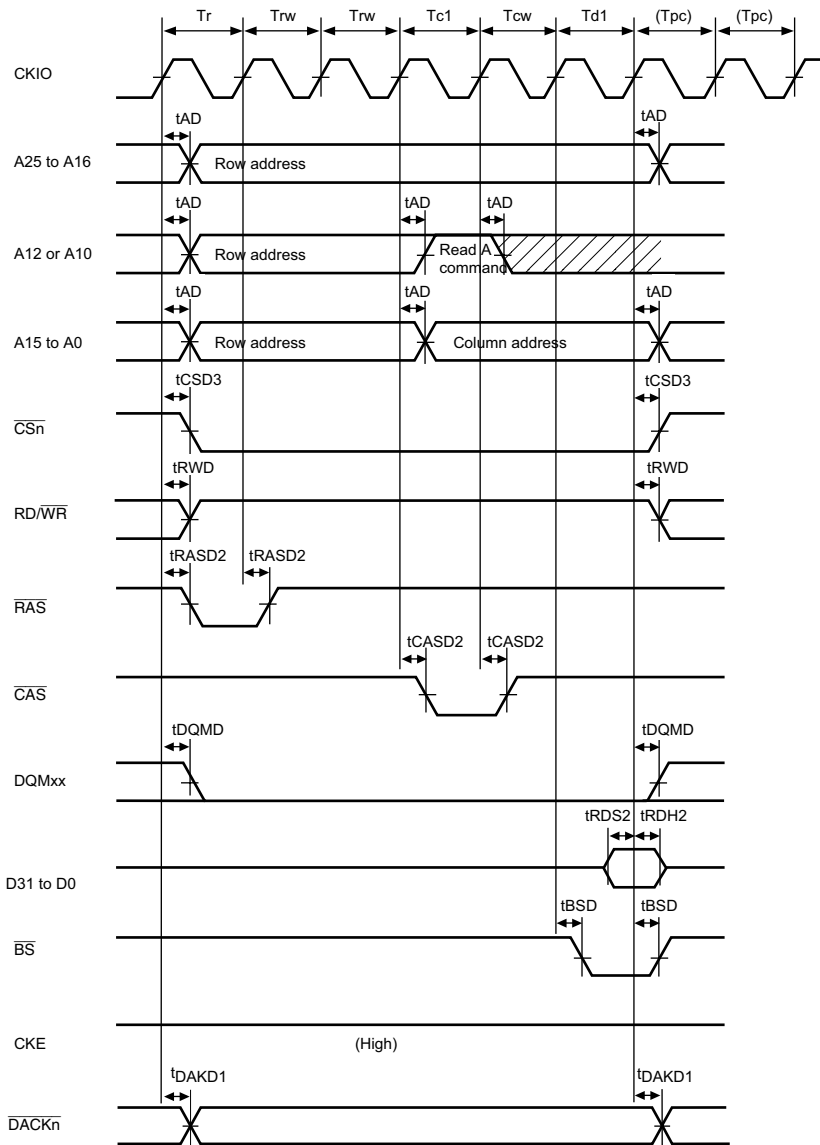 Tr Trw Trw Tc1 Tcw Td1 (Tpc) (Tpc)
CKIO
tAD tAD
A25 to A16 Row address
tAD tAD tAD
A12 or A10 Row address Read A
command
tAD tAD tAD
A15 to A0 Row address Column address
tCSD3 tCSD3
CSn
tRWD tRWD
RD/WR
tRASD2 tRASD2
RAS
tCASD2 tCASD2
CAS
tDQMD tDQMD
DQMxx
tRDS2 tRDH2
D31 to D0
tBSD tBSD
BS
CKE (High)
tDAKD1 tDAKD1
DACKn